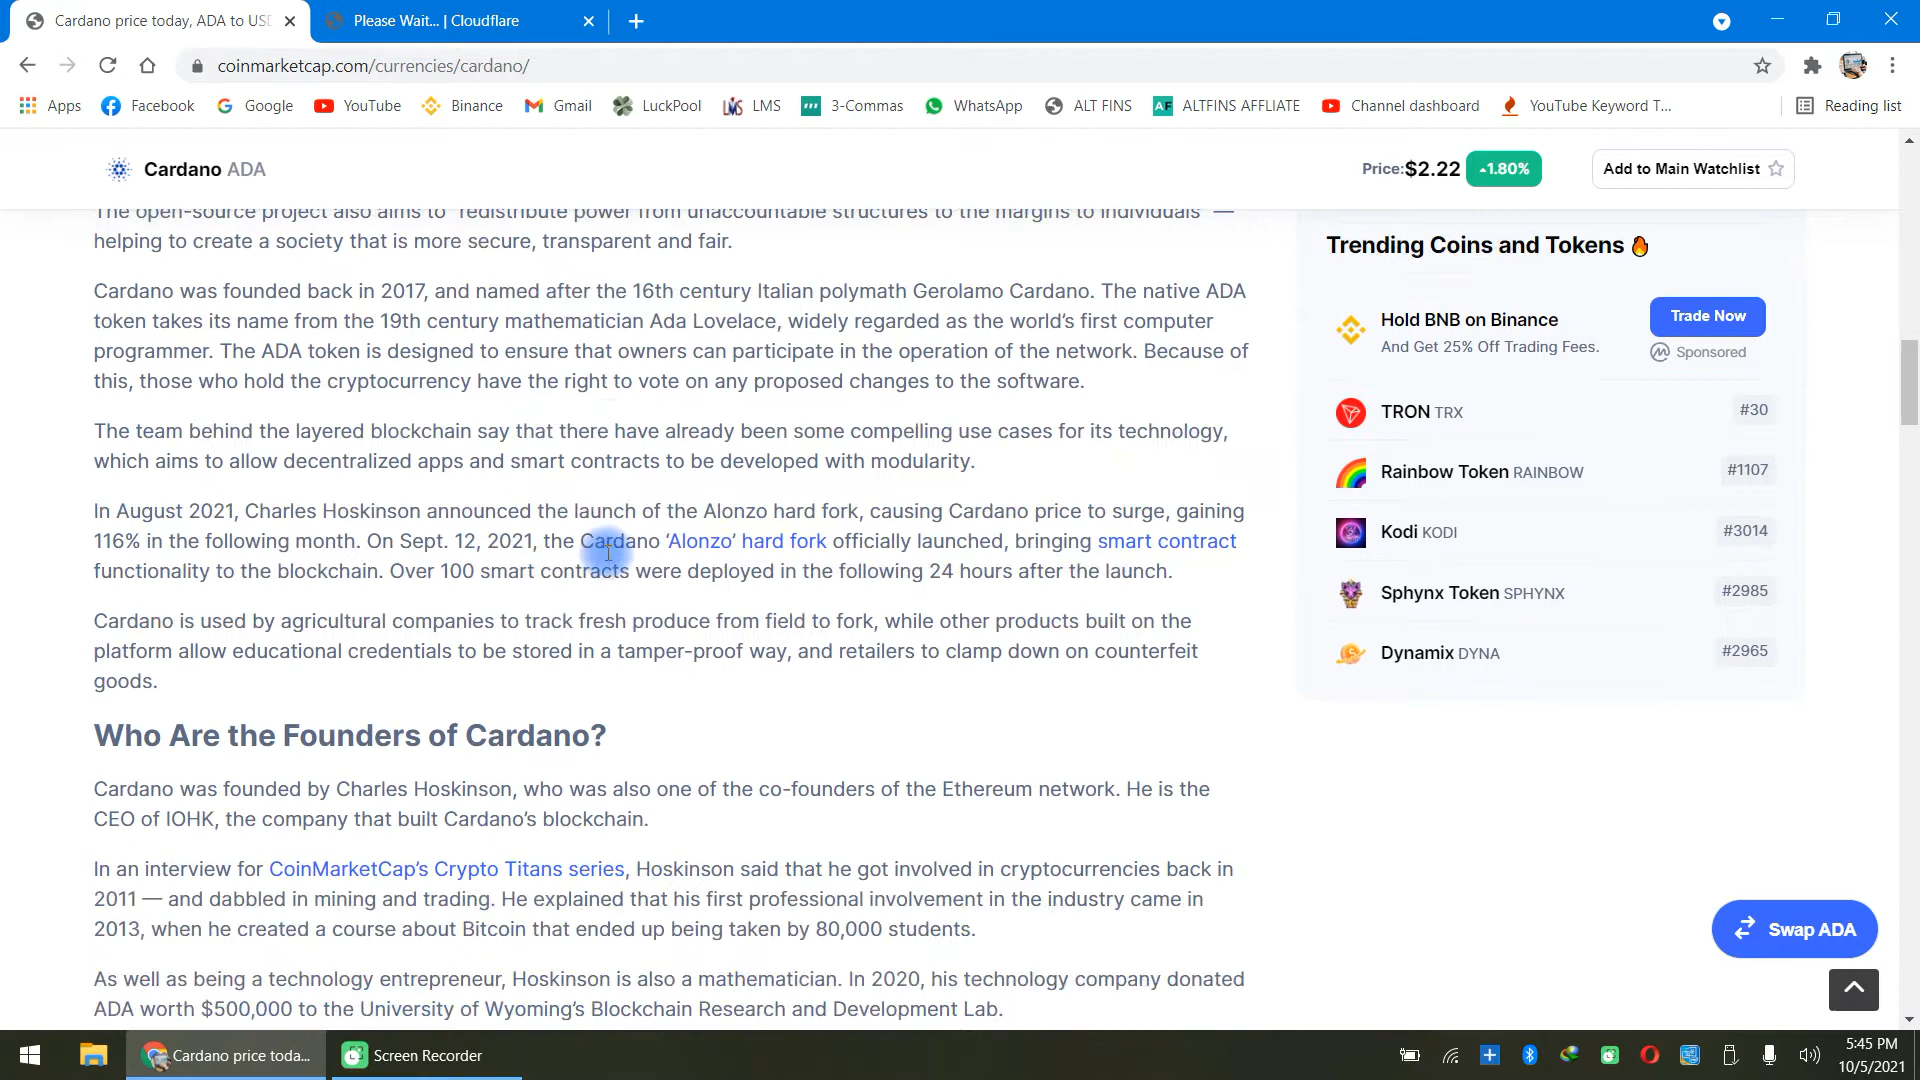 Cardano price today, ADA to USD
Please Wait... | Cloudflare
coinmarketcap.com/currencies/cardano/
Apps
Facebook
Google
YouTube
Binance
Gmail
LuckPool
LMS
3-Commas
WhatsApp
ALT FINS
ALTFINS AFFLIATE
Channel dashboard
YouTube Keyword T...
Reading list
Cardano ADA
Price:$2.22
1.80%
Add to Main Watchlist
The open-source project also aims to "redistribute power from unaccountable structures to the margins to individuals" —
helping to create a society that is more secure, transparent and fair.
Cardano was founded back in 2017, and named after the 16th century Italian polymath Gerolamo Cardano. The native ADA
token takes its name from the 19th century mathematician Ada Lovelace, widely regarded as the world's first computer
programmer. The ADA token is designed to ensure that owners can participate in the operation of the network. Because of
this, those who hold the cryptocurrency have the right to vote on any proposed changes to the software.
The team behind the layered blockchain say that there have already been some compelling use cases for its technology,
which aims to allow decentralized apps and smart contracts to be developed with modularity.
In August 2021, Charles Hoskinson announced the launch of the Alonzo hard fork, causing Cardano price to surge, gaining
116% in the following month. On Sept. 12, 2021, the Cardano ‘Alonzo’ hard fork officially launched, bringing smart contract
functionality to the blockchain. Over 100 smart contracts were deployed in the following 24 hours after the launch.
Cardano is used by agricultural companies to track fresh produce from field to fork, while other products built on the
platform allow educational credentials to be stored in a tamper-proof way, and retailers to clamp down on counterfeit
goods.
Who Are the Founders of Cardano?
Cardano was founded by Charles Hoskinson, who was also one of the co-founders of the Ethereum network. He is the
CEO of IOHK, the company that built Cardano's blockchain.
In an interview for CoinMarketCap's Crypto Titans series, Hoskinson said that he got involved in cryptocurrencies back in
2011 — and dabbled in mining and trading. He explained that his first professional involvement in the industry came in
2013, when he created a course about Bitcoin that ended up being taken by 80,000 students.
As well as being a technology entrepreneur, Hoskinson is also a mathematician. In 2020, his technology company donated
ADA worth $500,000 to the University of Wyoming's Blockchain Research and Development Lab.
Trending Coins and Tokens
Hold BNB on Binance
And Get 25% Off Trading Fees.
Trade Now
Sponsored
TRON TRX
#30
Rainbow Token RAINBOW
#1107
Kodi KODI
#3014
Sphynx Token SPHYNX
#2985
Dynamix DYNA
#2965
Swap ADA
Cardano price toda...
Screen Recorder
5:45 PM
10/5/2021